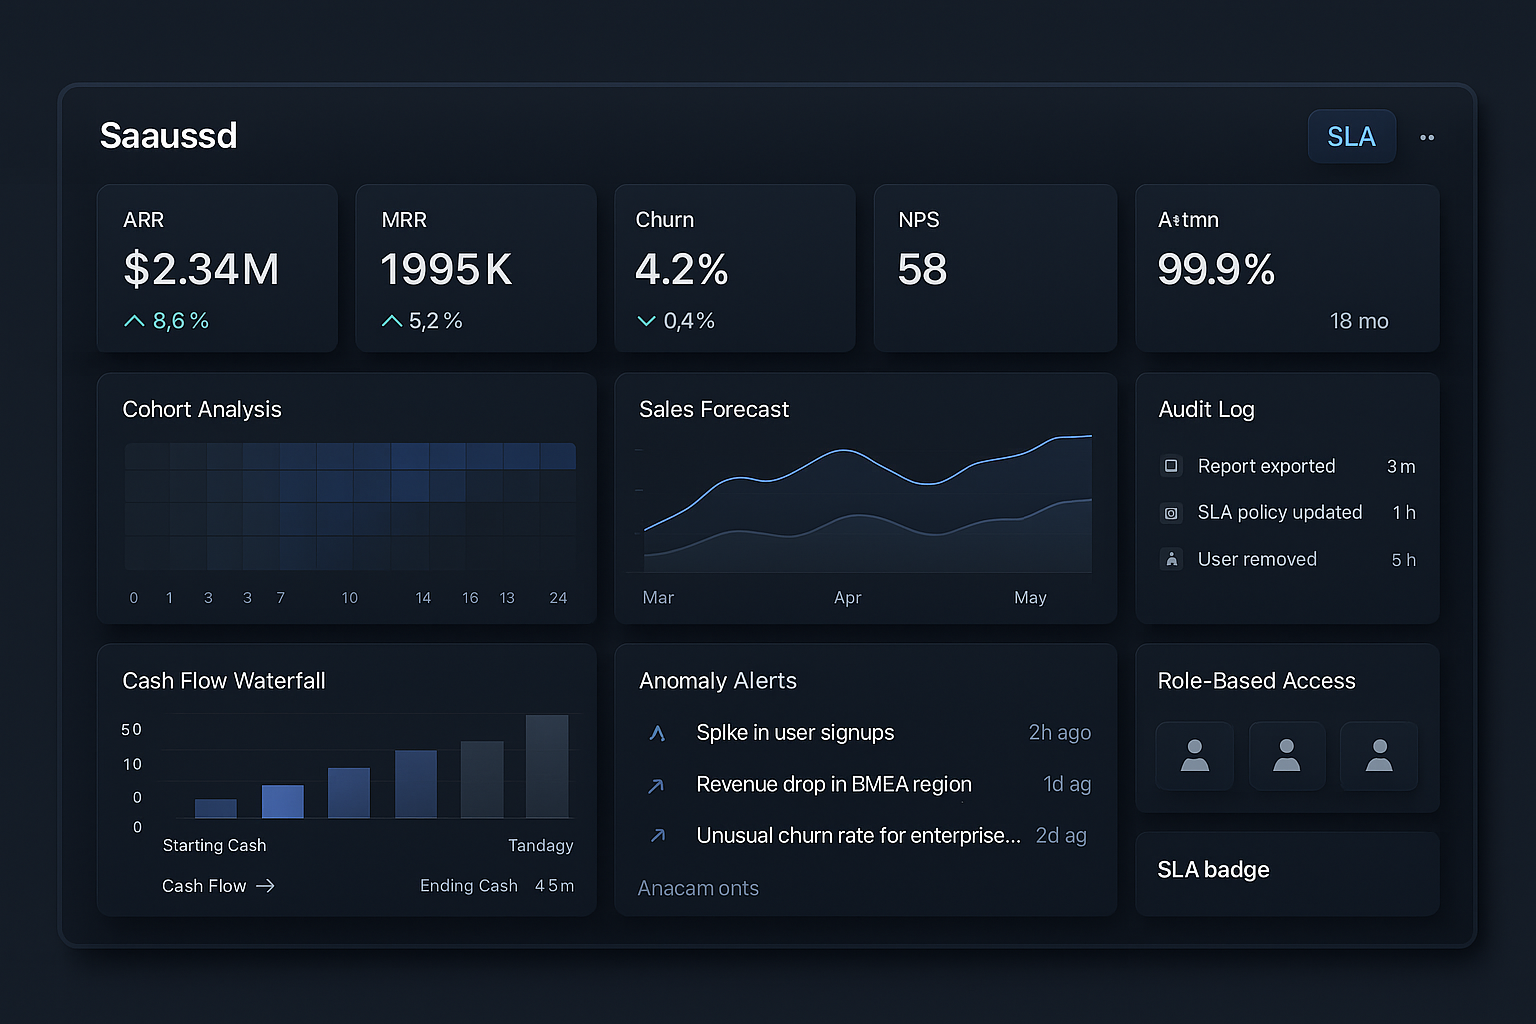 Saaussd
SLA
ARR
$2.34M
8,6 %
MRR
1995K
5,2 %
Churn
4.2%
0,4%
NPS
58
99.9%
18 mo
Cohort Analysis
0 1 3 3 7 10 14 16 13 24
Sales Forecast
Mar Apr May
Audit Log
Report exported 3 m
SLA policy updated 1 h
User removed 5 h
Cash Flow Waterfall
50
10
0
0
Starting Cash Tandagy
Cash Flow → Ending Cash 45m
Anomaly Alerts
Splke in user signups 2h ago
Revenue drop in BMEA region 1d ag
Unusual churn rate for enterprise... 2d ag
Anacam onts
Role-Based Access
SLA badge